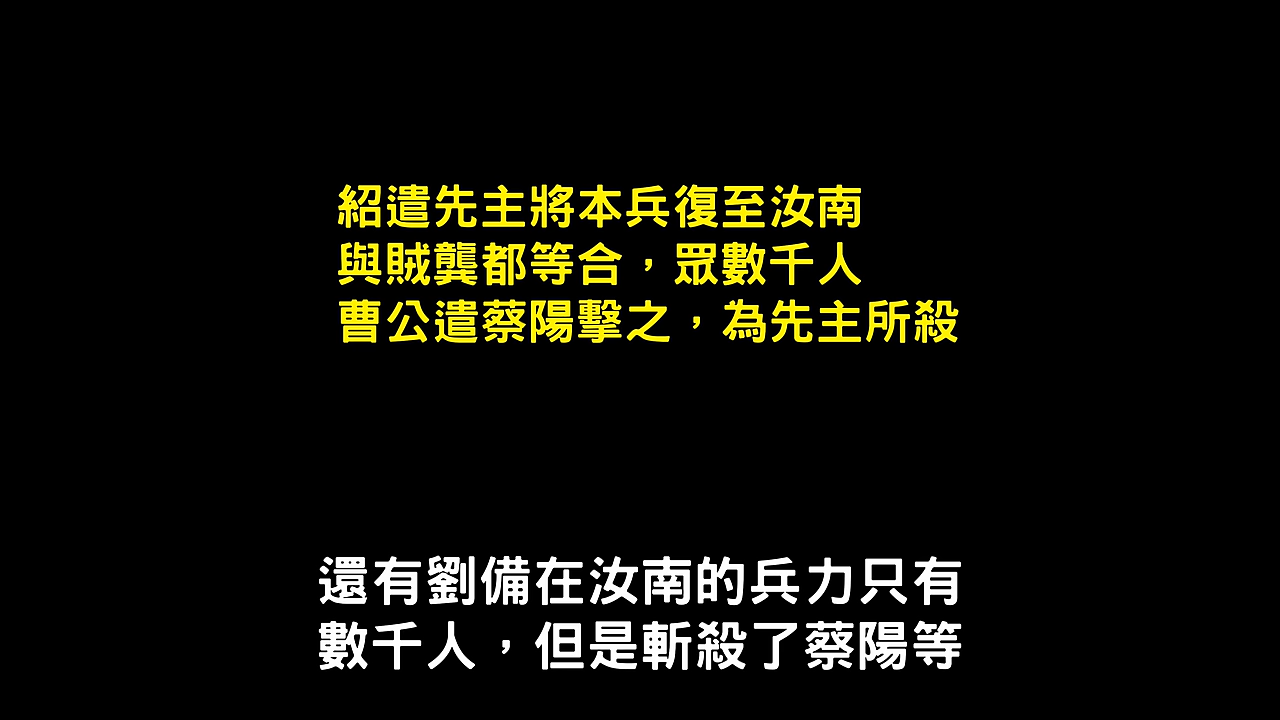 紹遣先主將本兵復至汝南
與賊龔都等合，眾數千人
曹公遣蔡陽擊之，為先主所殺
還有劉備在汝南的兵力只有
數千人，但是斬殺了蔡陽等